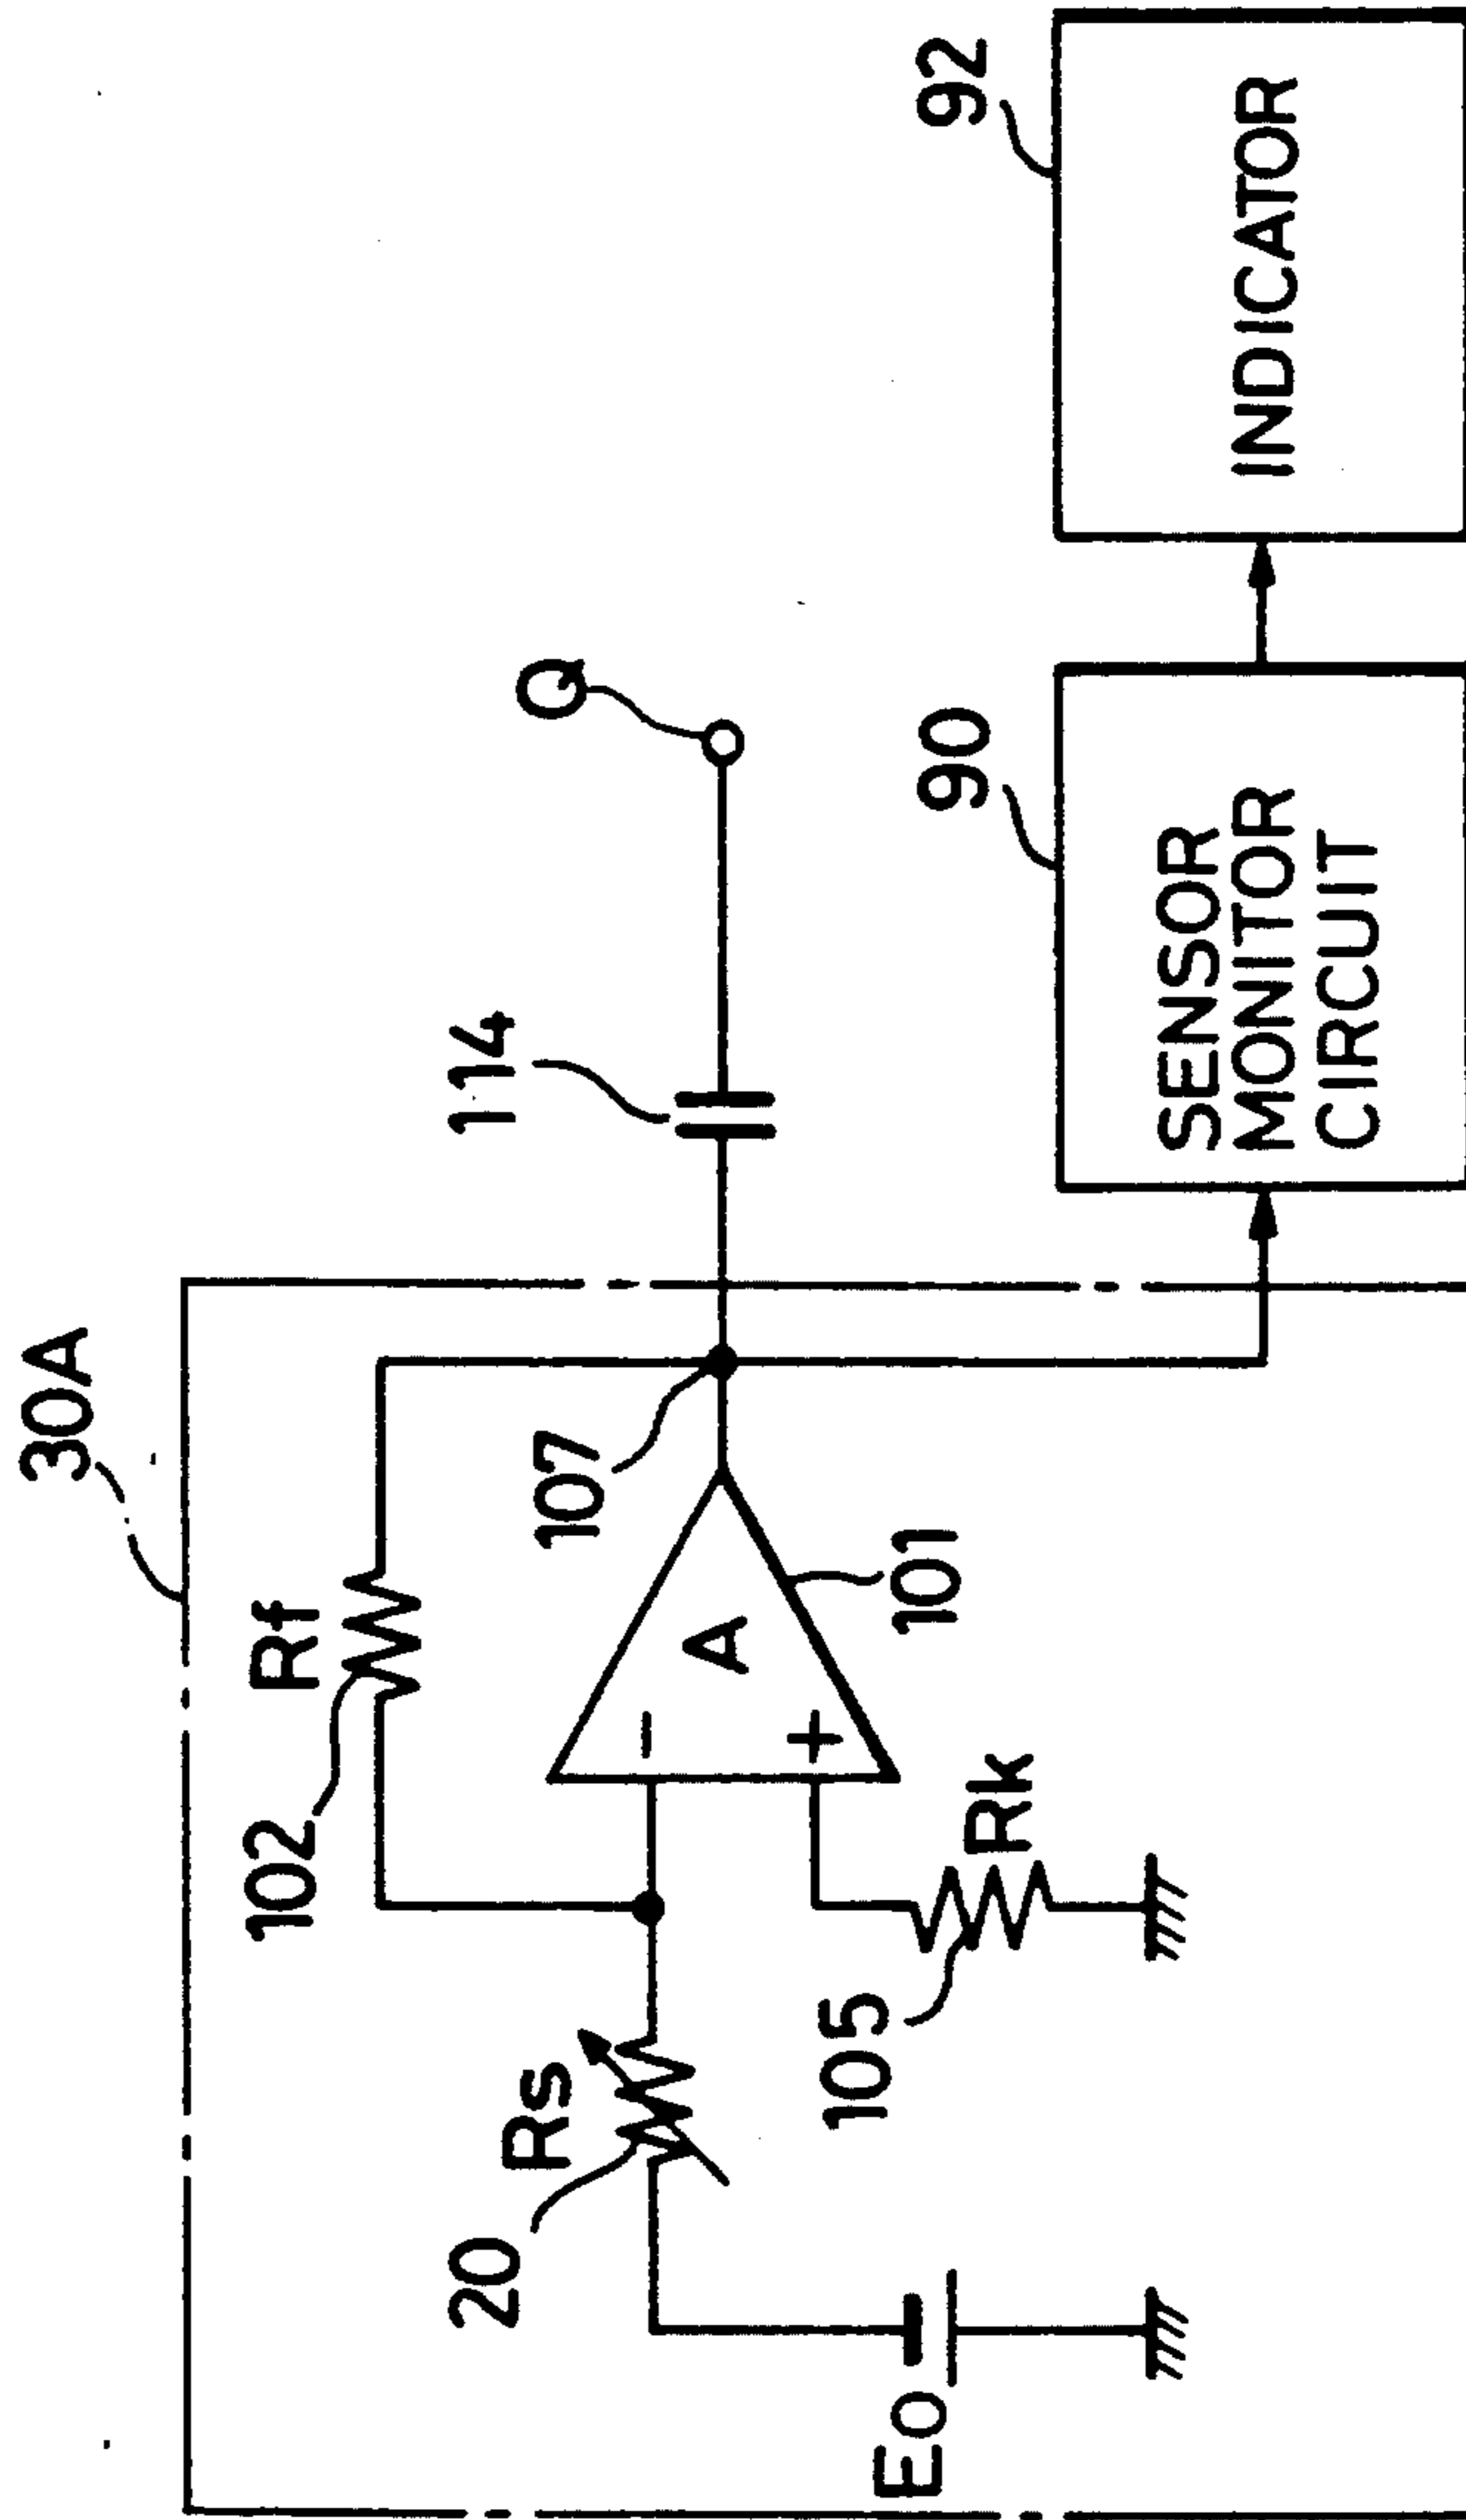 30A
102
Rf
107
114
Q
20
Rs
A
−
+
101
105
Rk
Eo
90
SENSOR
MONITOR
CIRCUIT
92
INDICATOR